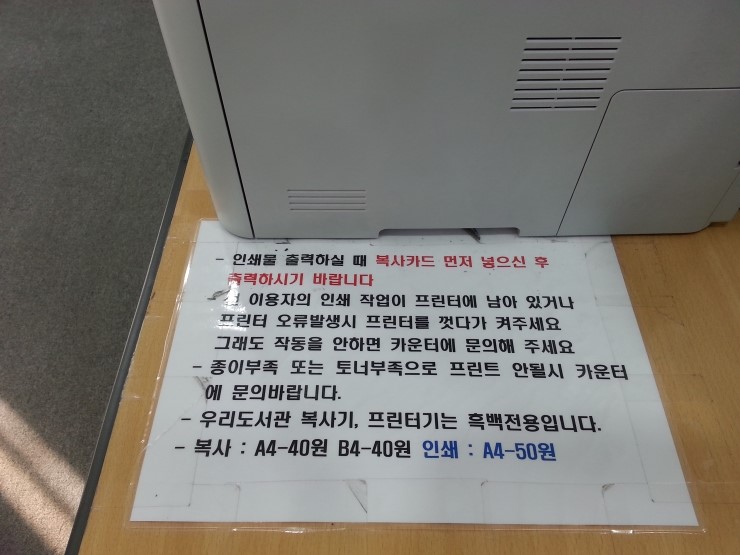 - 인쇄물 출력하실 때 복사카드 먼저 넣으신 후
출력하시기 바랍니다
이용자의 인쇄 작업이 프린터에 남아 있거나
프린터 오류발생시 프린터를 껏다가 켜주세요
그래도 작동을 안하면 카운터에 문의해 주세요
- 종이부족 또는 토너부족으로 프린트 안될시 카운터
에 문의바랍니다.
- 우리도서관 복사기, 프린터기는 흑백전용입니다.
- 복사 : A4-40원 B4-40원 인쇄 : A4-50원